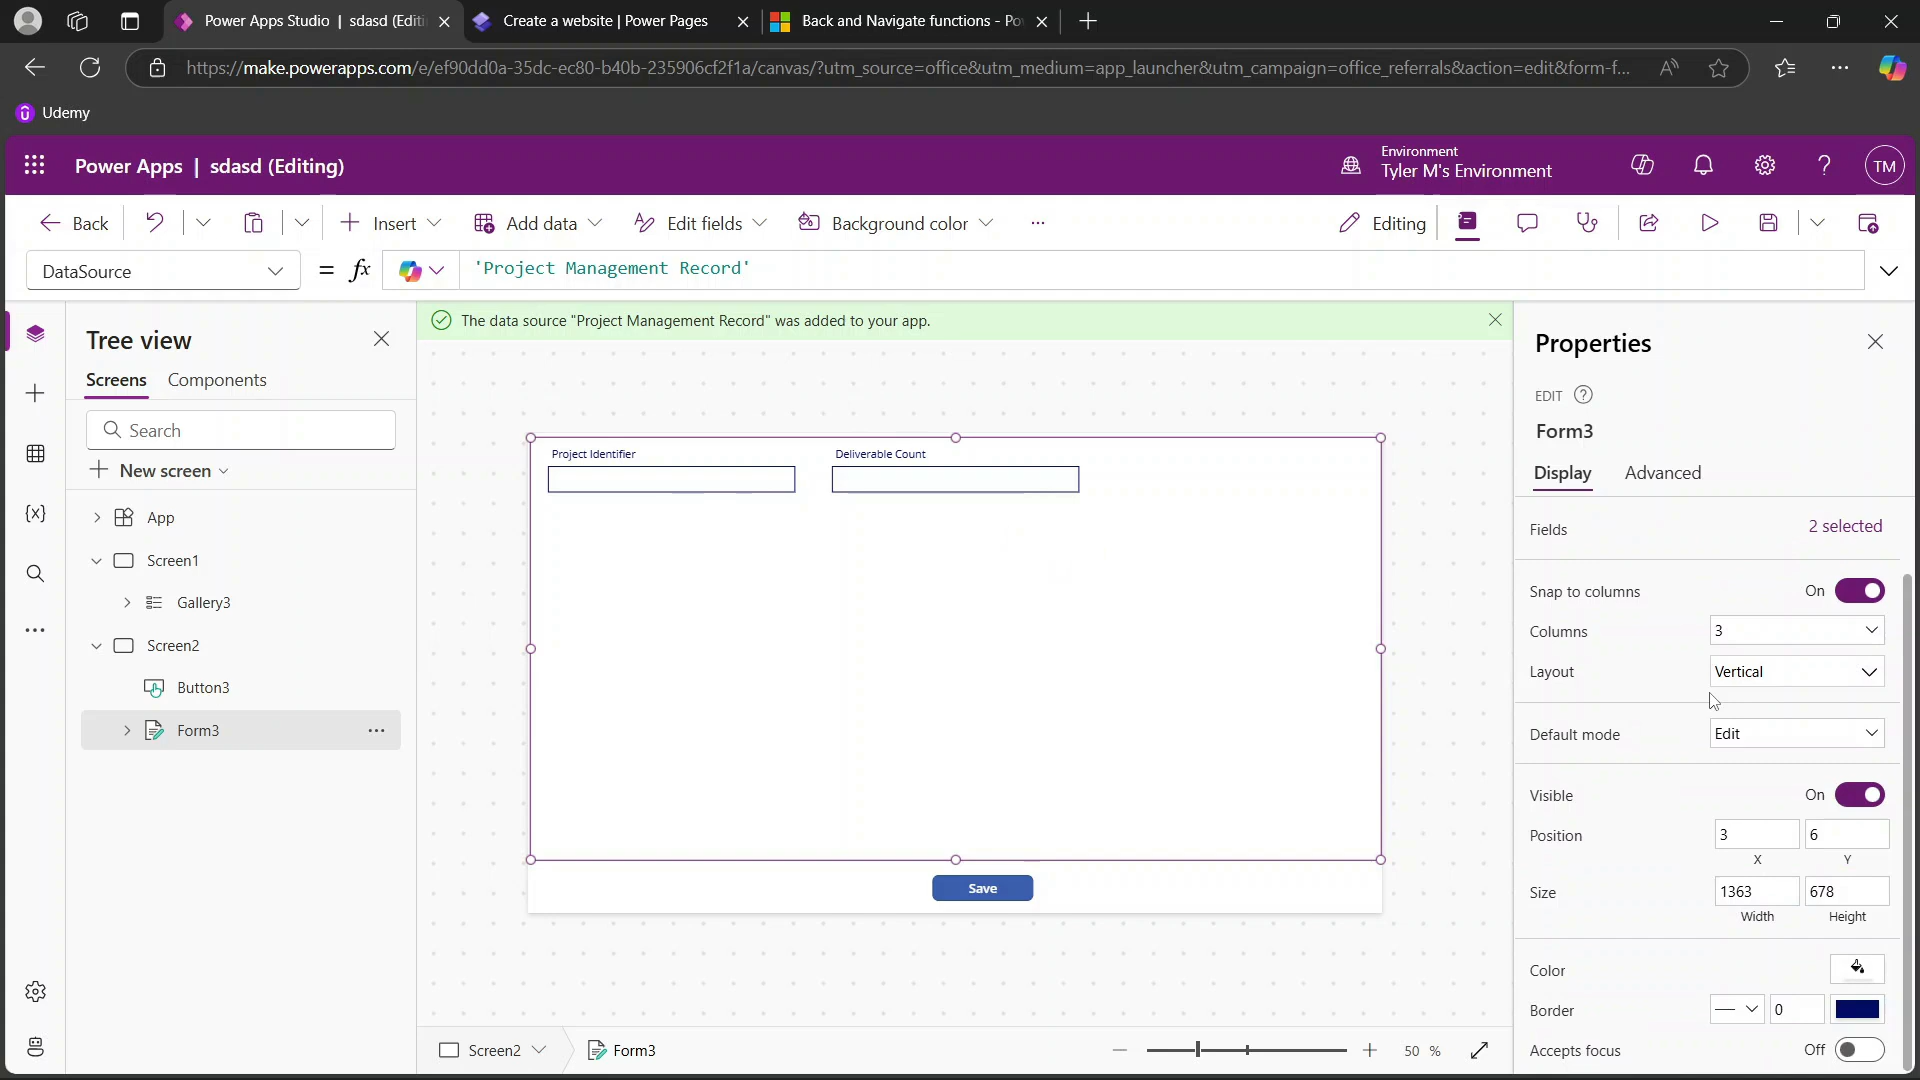 Power Apps Studio | sdasd (Editi
Create a website | Power Pages
Back and Navigate functions - Po
https://make.powerapps.com/e/ef90dd0a-35dc-ec80-b40b-235906cf2f1a/canvas/?utm_source=office&utm_medium=app_launcher&utm_campaign=office_referrals&action=edit&form-f...
Udemy
Power Apps | sdasd (Editing)
Environment
Tyler M's Environment
TM
Back
Insert
Add data
Edit fields
Background color
Editing
DataSource
= fx
'Project Management Record'
Tree view
Screens
Components
Search
New screen
App
Screen1
Gallery3
Screen2
Button3
Form3
The data source "Project Management Record" was added to your app.
Project Identifier
Deliverable Count
Save
Screen2
Form3
50 %
Properties
EDIT
Form3
Display
Advanced
Fields
2 selected
Snap to columns
On
Columns
3
Layout
Vertical
Default mode
Edit
Visible
On
Position
3
6
X
Y
Size
1363
678
Width
Height
Color
Border
0
Accepts focus
Off